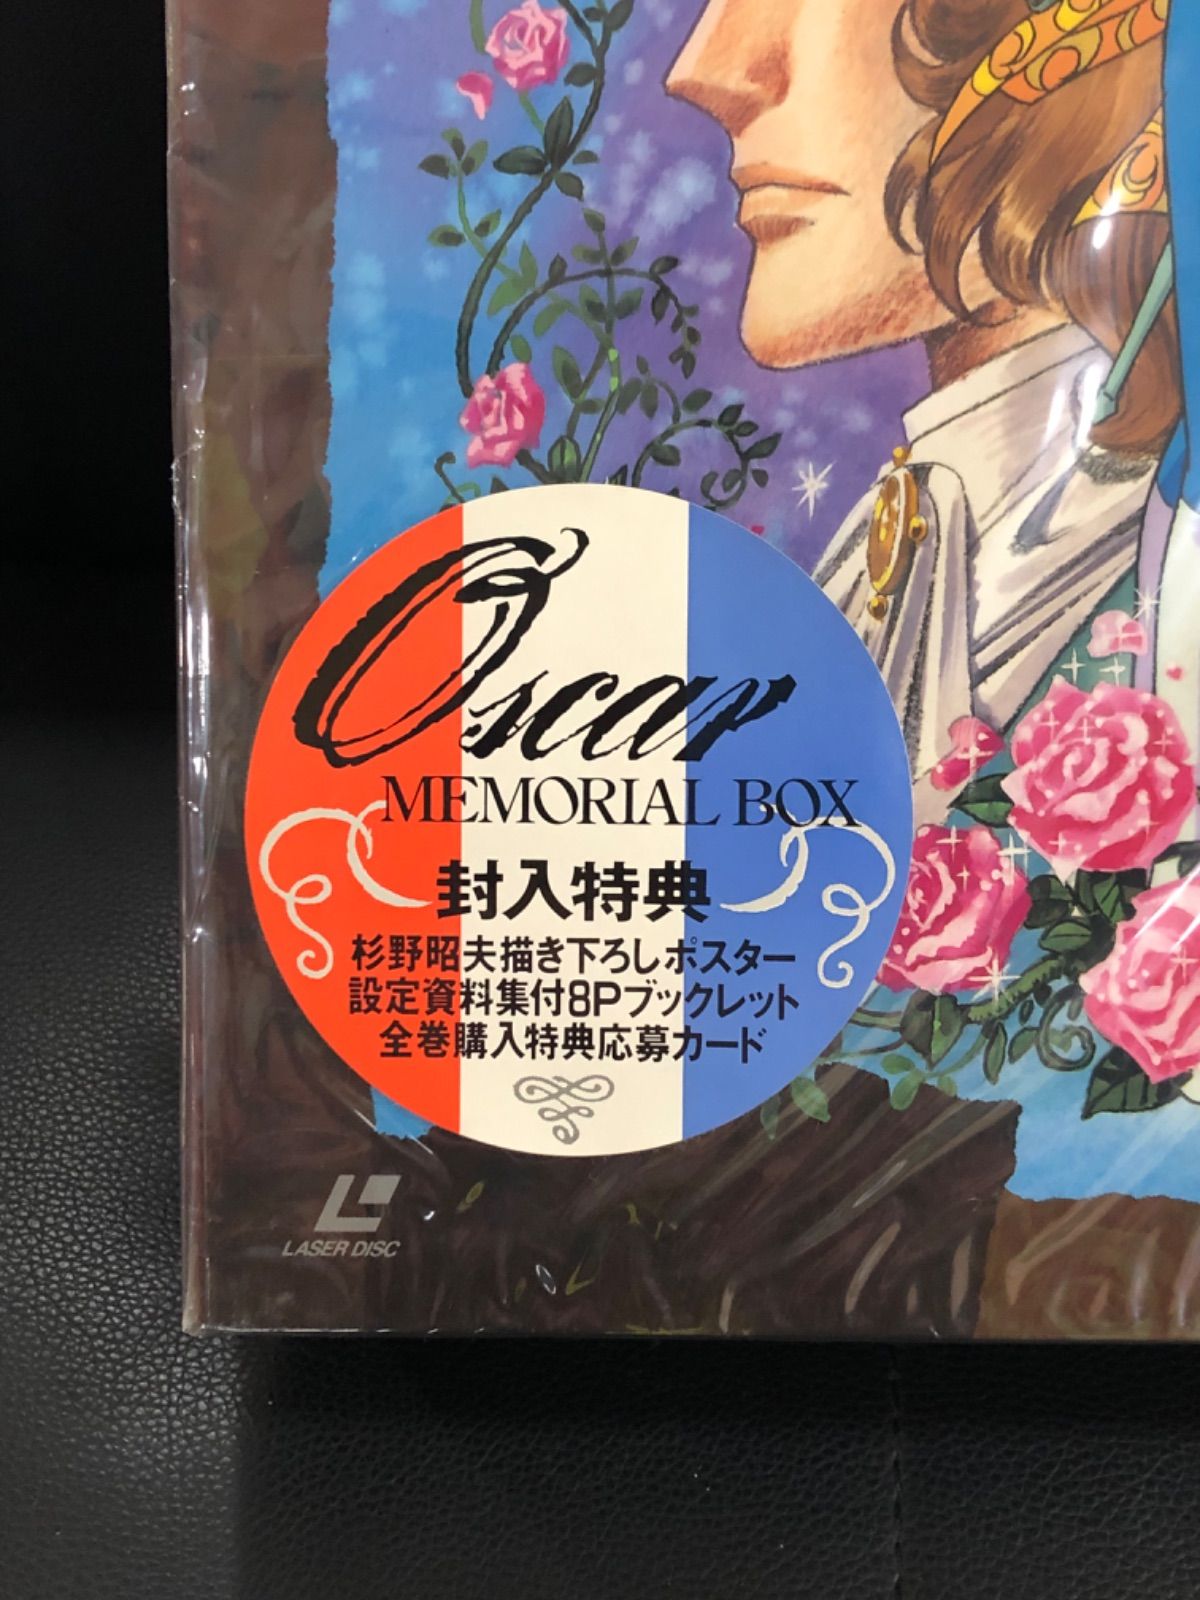 Oscar
MEMORIAL BOX
封入特典
杉野昭夫描き下ろしポスター
設定資料集付8Pブックレット
全巻購入特典応募カード
LASER DISC